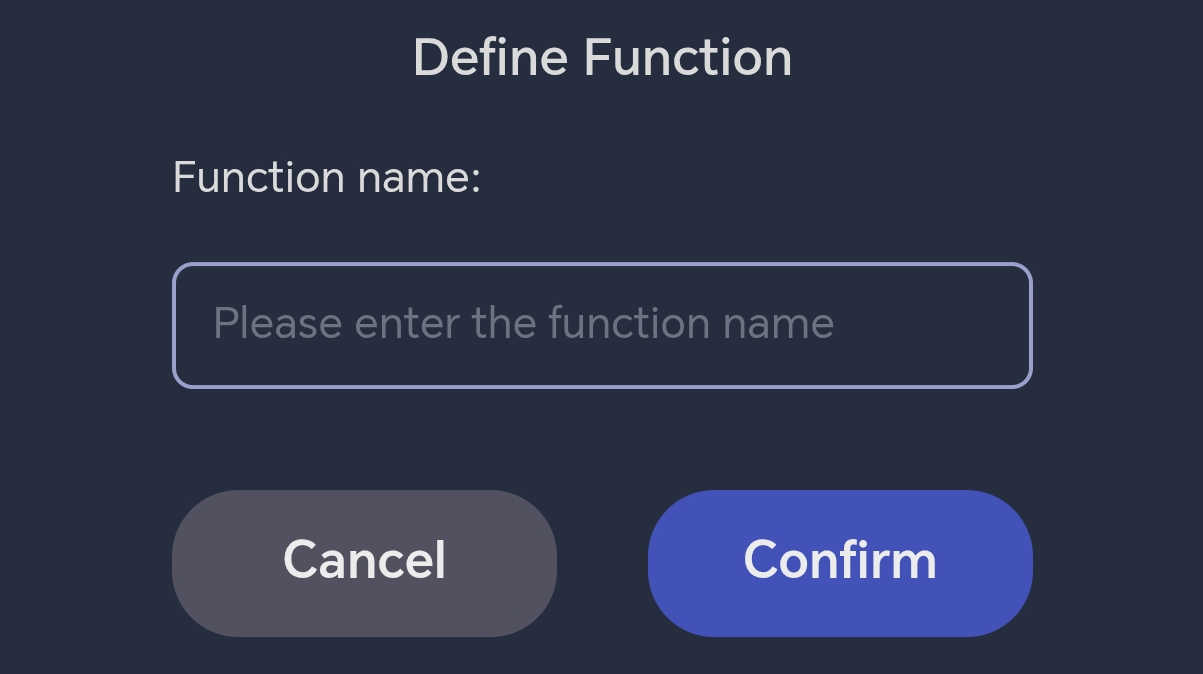 Define Function
Function name:
Please enter the function name
Cancel
Confirm